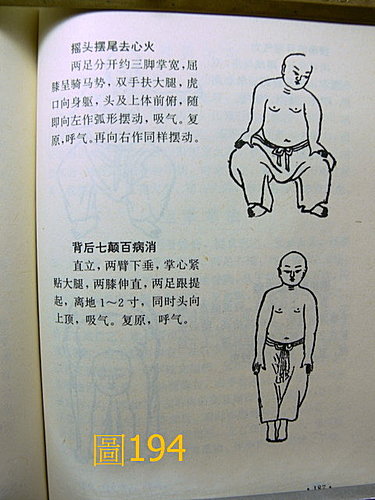 摇头摆尾去心火
两足分开约三脚掌宽,屈
膝呈骑马势,双手扶大腿,虎
口向身躯,头及上体前俯,随
即向左作弧形摆动,吸气。复
原,呼气。再向右作同样摆动。
背后七颠百病消
直立,两臂下垂,掌心紧
贴大腿,两膝伸直,两足跟提
起,离地1~2寸,同时头向
上顶,吸气。复原,呼气。
圖194
·187·